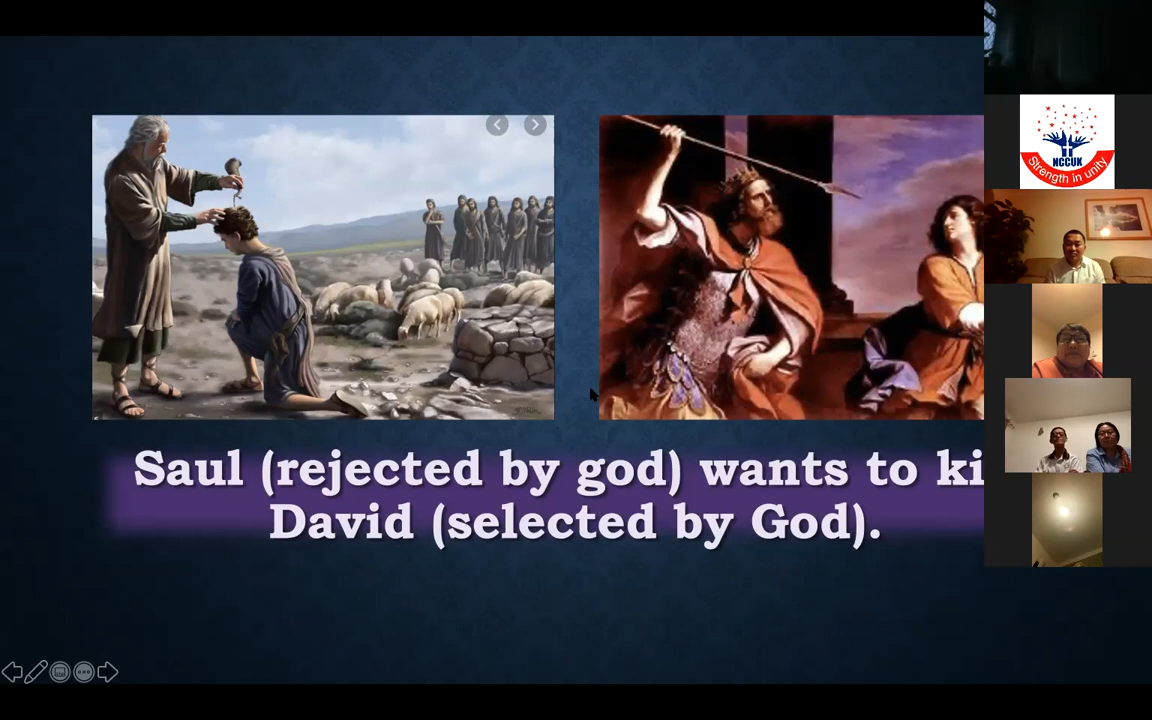 Saul (rejected by god) wants to ki
David (selected by God).
NCCUK
Strength in unity